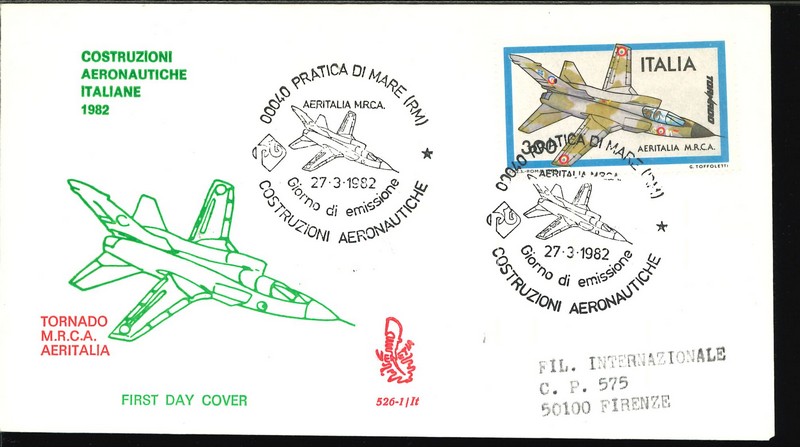 COSTRUZIONI
AERONAUTICHE
ITALIANE
1982
00040 PRATICA DI MARE (RM)
AERITALIA M.R.C.A.
27·3·1982
Giorno di emissione
COSTRUZIONI AERONAUTICHE
ITALIA
TORNADO
300
AERITALIA M.R.C.A.
C. TOFFOLETTI
00040 PRATICA DI MARE (RM)
AERITALIA M.R.C.A.
27·3·1982
Giorno di emissione
COSTRUZIONI AERONAUTICHE
TORNADO
M.R.C.A.
AERITALIA
526-1/It
FIRST DAY COVER
FIL. INTERNAZIONALE
C. P. 575
50100 FIRENZE